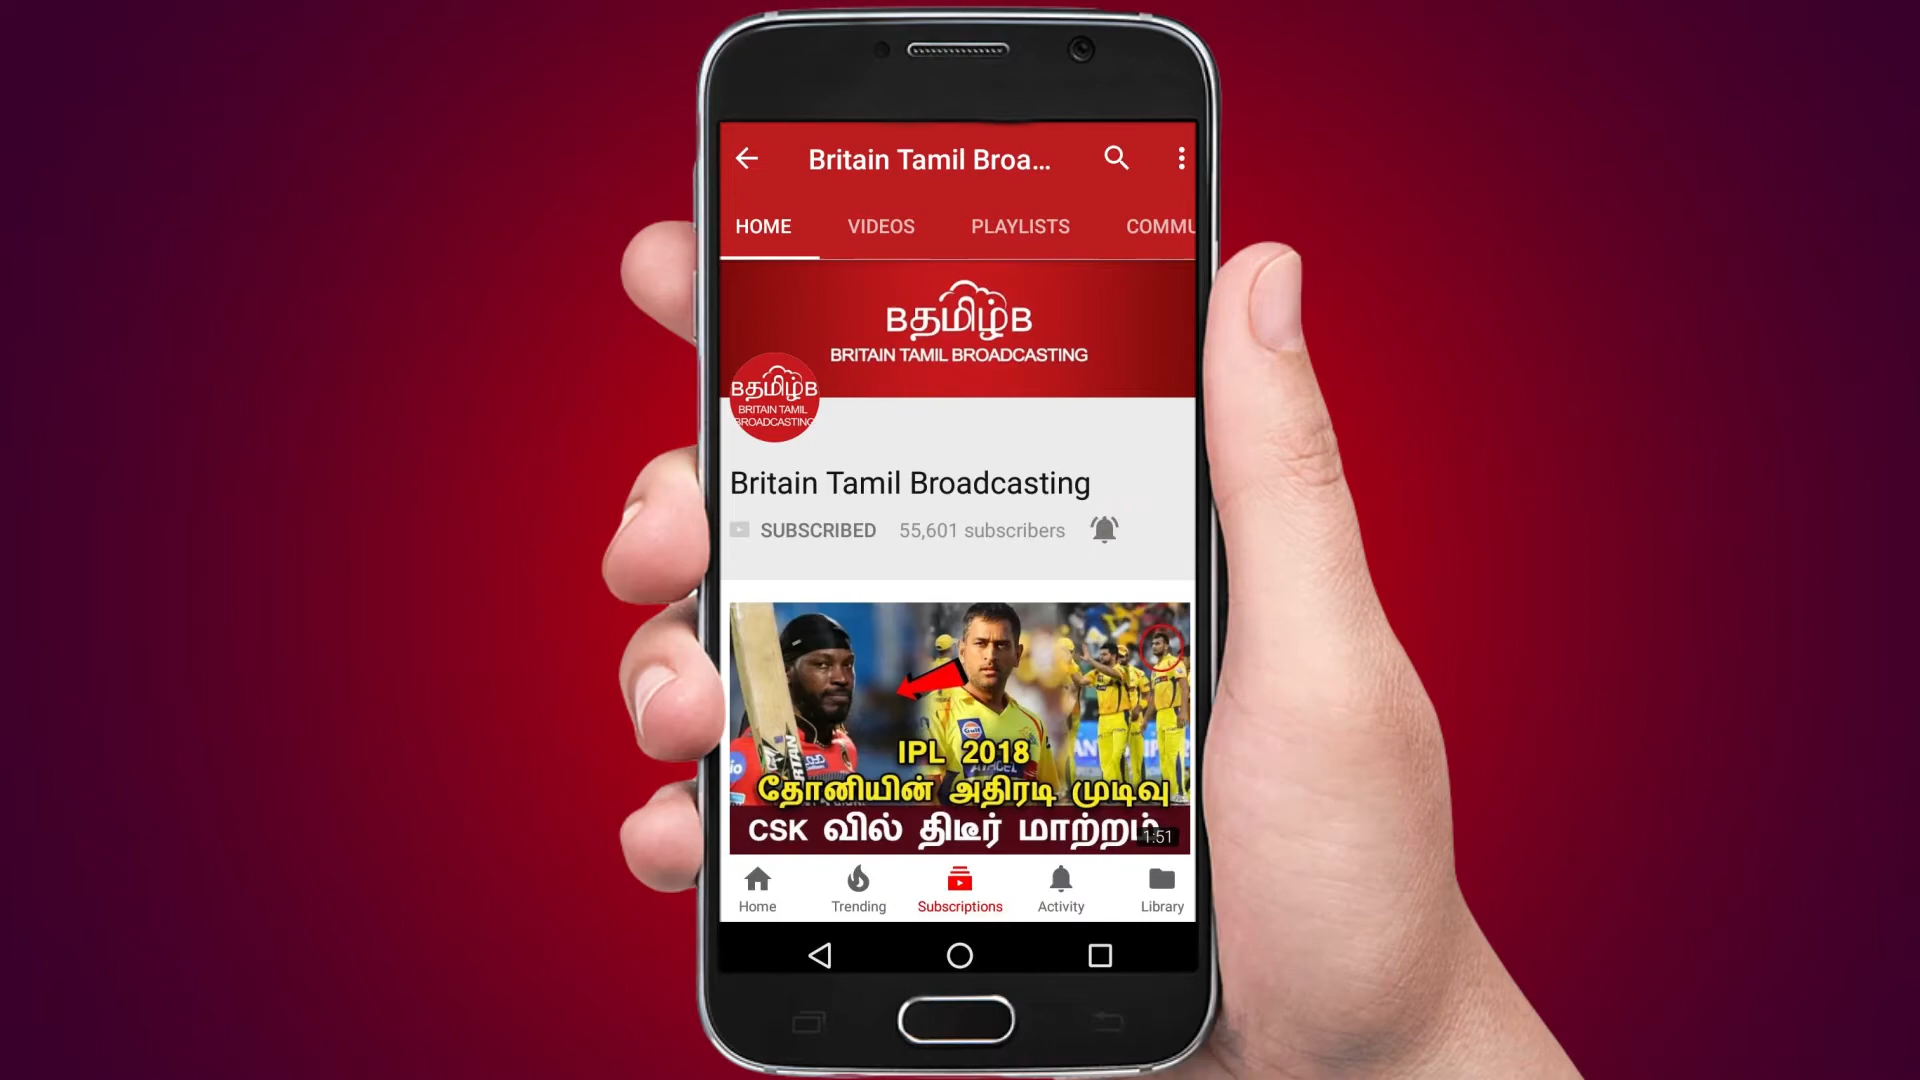 Britain Tamil Broa...
HOME VIDEOS PLAYLISTS COMMU
Bதமிழ்B
BRITAIN TAMIL BROADCASTING
Bதமிழ்B
BRITAIN TAMIL
BROADCASTING
Britain Tamil Broadcasting
SUBSCRIBED 55,601 subscribers
Gulf
IPL 2018
தோனியின் அதிரடி முடிவு
CSK வில் திடீர் மாற்றம்
1:51
Home Trending Subscriptions Activity Library